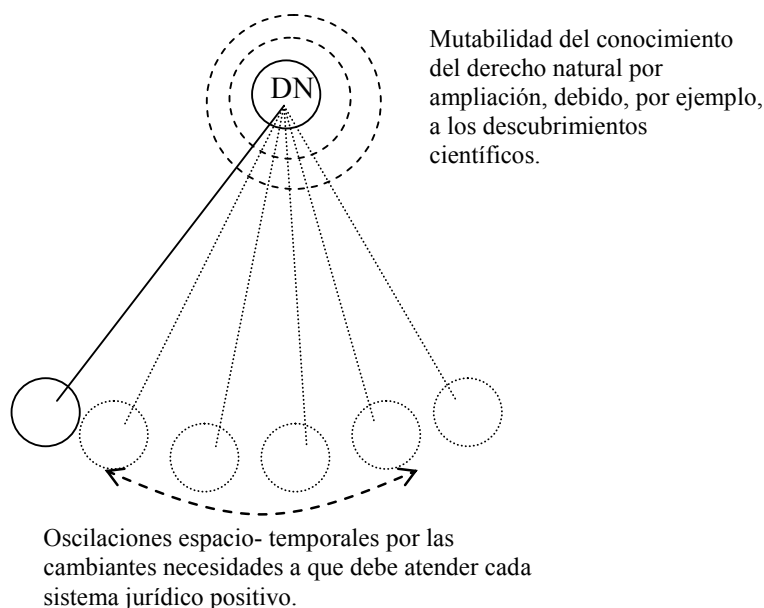 Mutabilidad del conocimiento
del derecho natural por
ampliación, debido, por ejemplo,
a los descubrimientos
científicos.
DN
Oscilaciones espacio- temporales por las
cambiantes necesidades a que debe atender cada
sistema jurídico positivo.